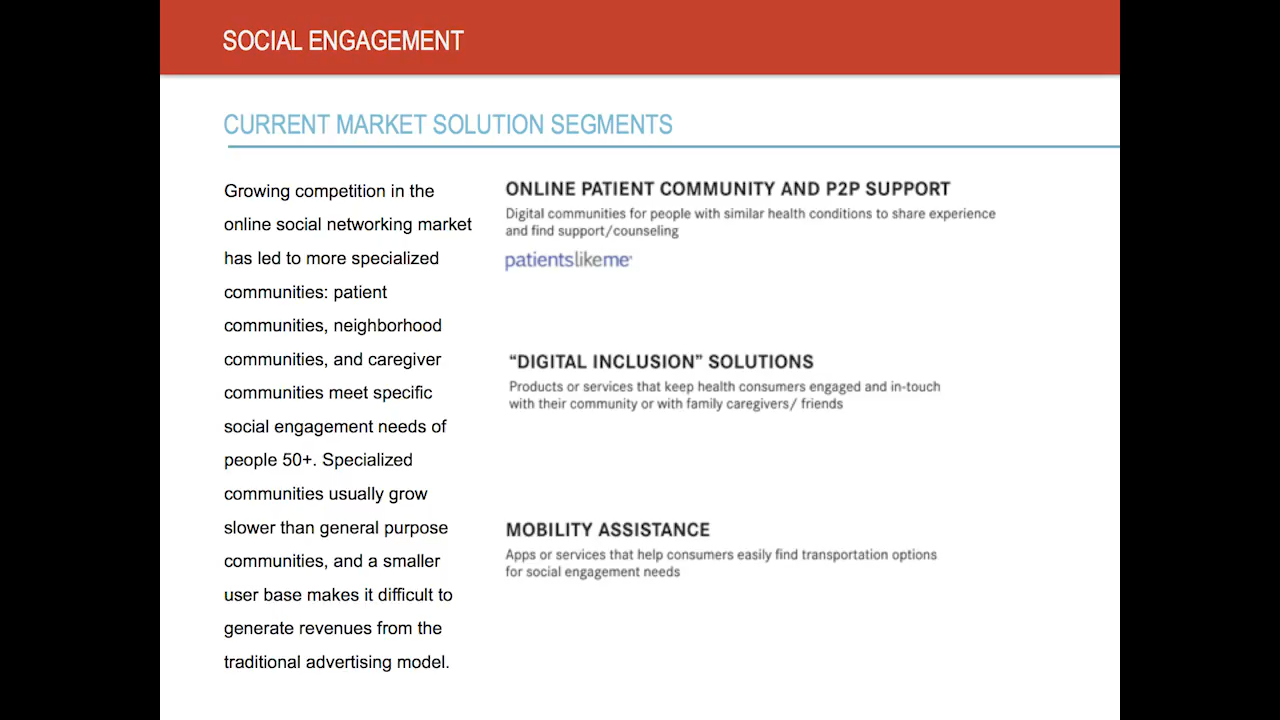 SOCIAL ENGAGEMENT
CURRENT MARKET SOLUTION SEGMENTS
Growing competition in the
online social networking market
has led to more specialized
communities: patient
communities, neighborhood
communities, and caregiver
communities meet specific
social engagement needs of
people 50+. Specialized
communities usually grow
slower than general purpose
communities, and a smaller
user base makes it difficult to
generate revenues from the
traditional advertising model.
ONLINE PATIENT COMMUNITY AND P2P SUPPORT
Digital communities for people with similar health conditions to share experience
and find support/counseling
patientslikeme
“DIGITAL INCLUSION” SOLUTIONS
Products or services that keep health consumers engaged and in-touch
with their community or with family caregivers/ friends
MOBILITY ASSISTANCE
Apps or services that help consumers easily find transportation options
for social engagement needs